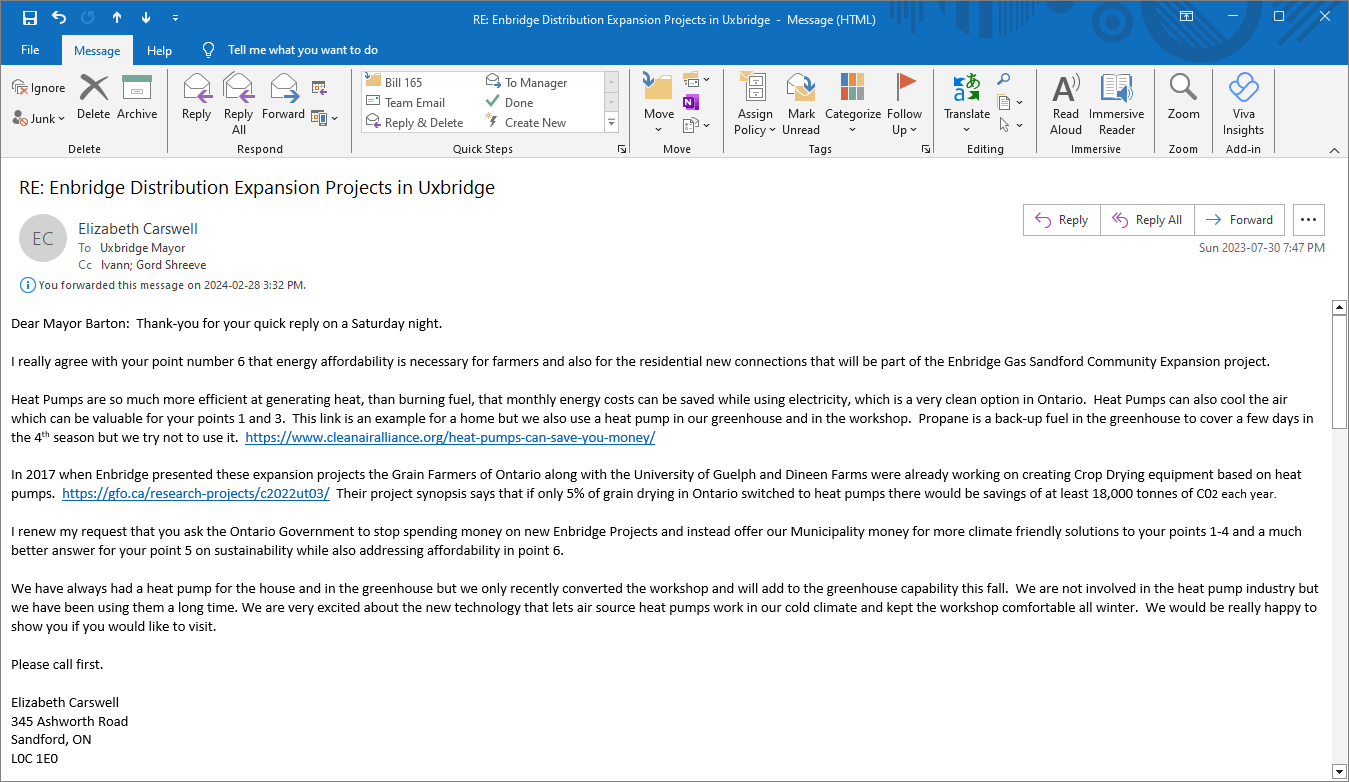 RE: Enbridge Distribution Expansion Projects in Uxbridge - Message (HTML)
File Message Help Tell me what you want to do
Ignore
Junk
Delete
Archive
Delete
Reply
Reply All
Forward
Respond
Bill 165
To Manager
Team Email
Done
Reply & Delete
Create New
Quick Steps
Move
Move
Assign Policy
Mark Unread
Categorize
Follow Up
Tags
Translate
Editing
Read Aloud
Immersive Reader
Immersive
Zoom
Zoom
Viva Insights
Add-in
RE: Enbridge Distribution Expansion Projects in Uxbridge
EC
Elizabeth Carswell
To Uxbridge Mayor
Cc Ivann; Gord Shreeve
Reply Reply All Forward
Sun 2023-07-30 7:47 PM
You forwarded this message on 2024-02-28 3:32 PM.
Dear Mayor Barton:  Thank-you for your quick reply on a Saturday night.
I really agree with your point number 6 that energy affordability is necessary for farmers and also for the residential new connections that will be part of the Enbridge Gas Sandford Community Expansion project.
Heat Pumps are so much more efficient at generating heat, than burning fuel, that monthly energy costs can be saved while using electricity, which is a very clean option in Ontario.  Heat Pumps can also cool the air
which can be valuable for your points 1 and 3.  This link is an example for a home but we also use a heat pump in our greenhouse and in the workshop.  Propane is a back-up fuel in the greenhouse to cover a few days in
the 4th season but we try not to use it.  https://www.cleanairalliance.org/heat-pumps-can-save-you-money/
In 2017 when Enbridge presented these expansion projects the Grain Farmers of Ontario along with the University of Guelph and Dineen Farms were already working on creating Crop Drying equipment based on heat
pumps.  https://gfo.ca/research-projects/c2022ut03/  Their project synopsis says that if only 5% of grain drying in Ontario switched to heat pumps there would be savings of at least 18,000 tonnes of C02 each year.
I renew my request that you ask the Ontario Government to stop spending money on new Enbridge Projects and instead offer our Municipality money for more climate friendly solutions to your points 1-4 and a much
better answer for your point 5 on sustainability while also addressing affordability in point 6.
We have always had a heat pump for the house and in the greenhouse but we only recently converted the workshop and will add to the greenhouse capability this fall.  We are not involved in the heat pump industry but
we have been using them a long time. We are very excited about the new technology that lets air source heat pumps work in our cold climate and kept the workshop comfortable all winter.  We would be really happy to
show you if you would like to visit.
Please call first.
Elizabeth Carswell
345 Ashworth Road
Sandford, ON
L0C 1E0